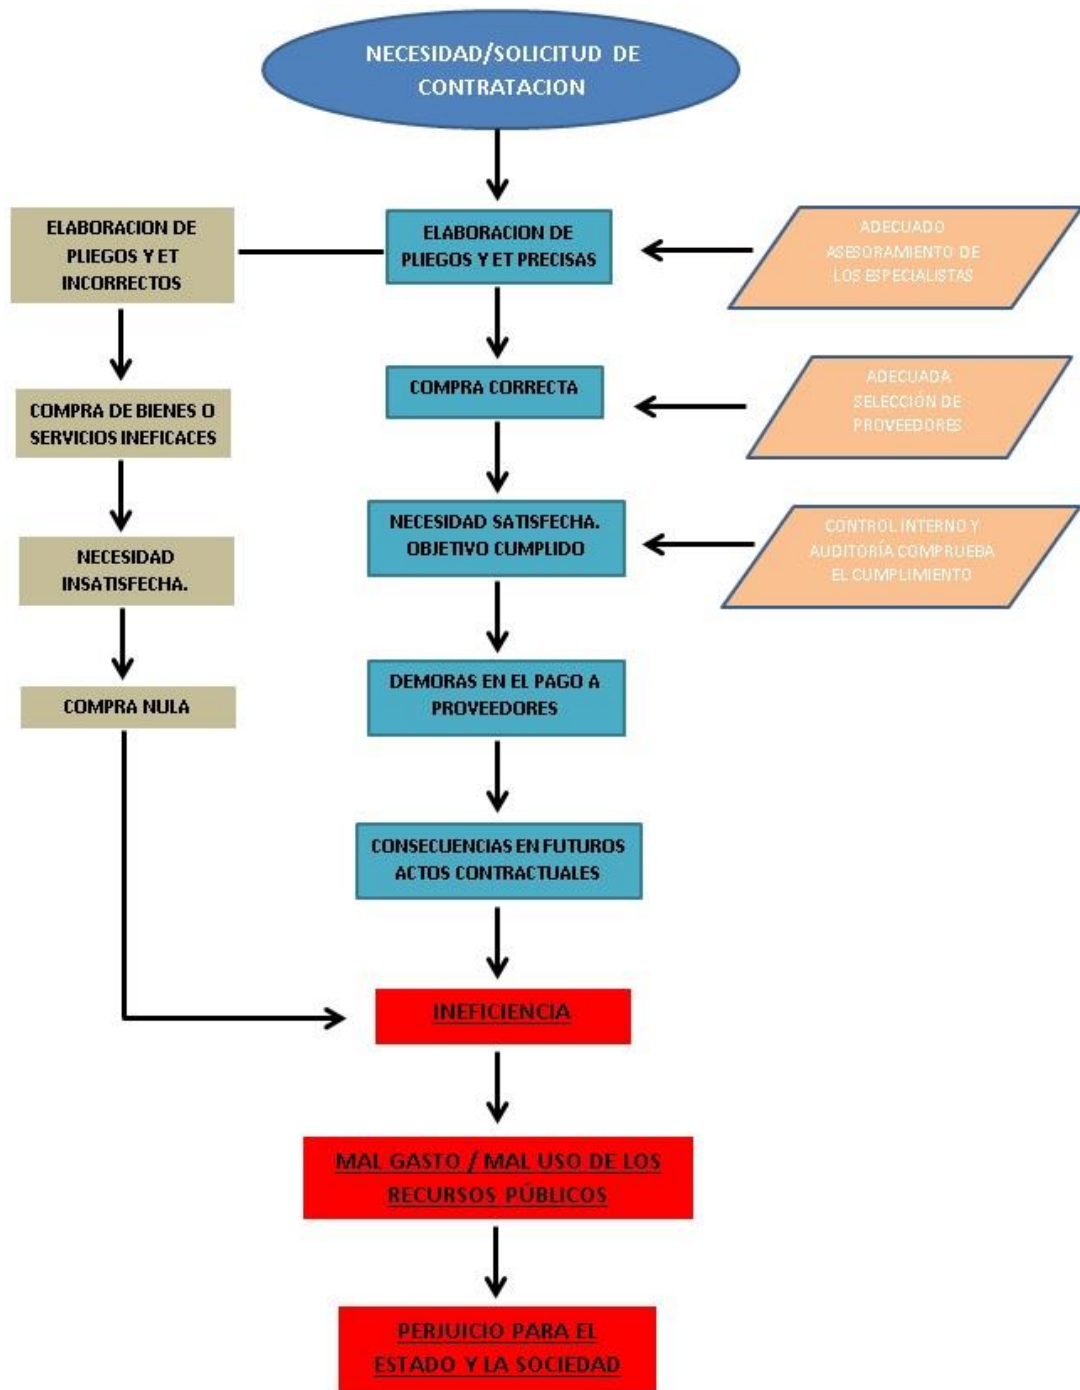 NECESIDAD/SOLICITUD DE
CONTRATACION
ELABORACION DE
PLIEGOS Y ET
INCORRECTOS
ELABORACION DE
PLIEGOS Y ET PRECISAS
ADECUADO
ASESORAMIENTO DE
LOS ESPECIALISTAS
COMPRA DE BIENES O
SERVICIOS INEFICACES
COMPRA CORRECTA
ADECUADA
SELECCIÓN DE
PROVEEDORES
NECESIDAD
INSATISFECHA.
NECESIDAD SATISFECHA.
OBJETIVO CUMPLIDO
CONTROL INTERNO Y
AUDITORÍA COMPRUEBA
EL CUMPLIMIENTO
COMPRA NULA
DEMORAS EN EL PAGO A
PROVEEDORES
CONSECUENCIAS EN FUTUROS
ACTOS CONTRACTUALES
INEFICIENCIA
MAL GASTO / MAL USO DE LOS
RECURSOS PÚBLICOS
PERJUICIO PARA EL
ESTADO Y LA SOCIEDAD